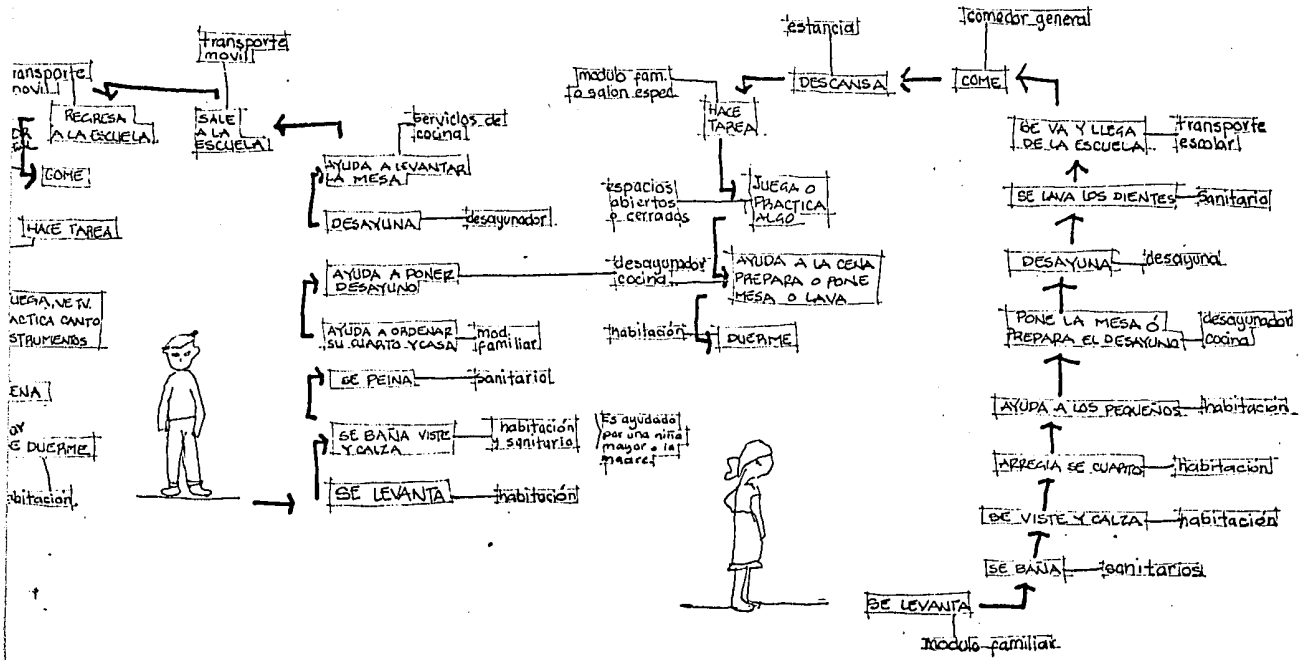 transporte
movil
REGRESA
A LA ESCUELA
COME
HACE TAREA
SE DUERME
transporte
movil
SALE
A LA
ESCUELA
servicios de
cocina
AYUDA A LEVANTAR
LA MESA
DESAYUNA
desayunador
AYUDA A PONER
DESAYUNO
AYUDA A ORDENAR
SU CUARTO Y CASA
mod.
familiar
SE PEINA
sanitario
SE BAÑA VISTE
Y CALZA
habitación
y sanitario
Es ayudado
por una niña
mayor o la
madre
SE LEVANTA
habitación
estancia
comedor general
modulo fam.
o salon espec.
HACE
TAREA
DESCANSA
COME
espacios
abiertos
o cerrados
JUEGA O
PRACTICA
ALGO
desayunador
cocina
AYUDA A LA CENA
PREPARA O PONE
MESA O LAVA
habitación
DUERME
SE VA Y LLEGA
DE LA ESCUELA
transporte
escolar
SE LAVA LOS DIENTES
sanitario
DESAYUNA
desayuna
PONE LA MESA Ó
PREPARA EL DESAYUNO
desayunador
cocina
AYUDA A LOS PEQUEÑOS
habitación
ARREGLA SE CUARTO
habitación
SE VISTE Y CALZA
habitación
SE BAÑA
sanitarios
SE LEVANTA
modulo familiar